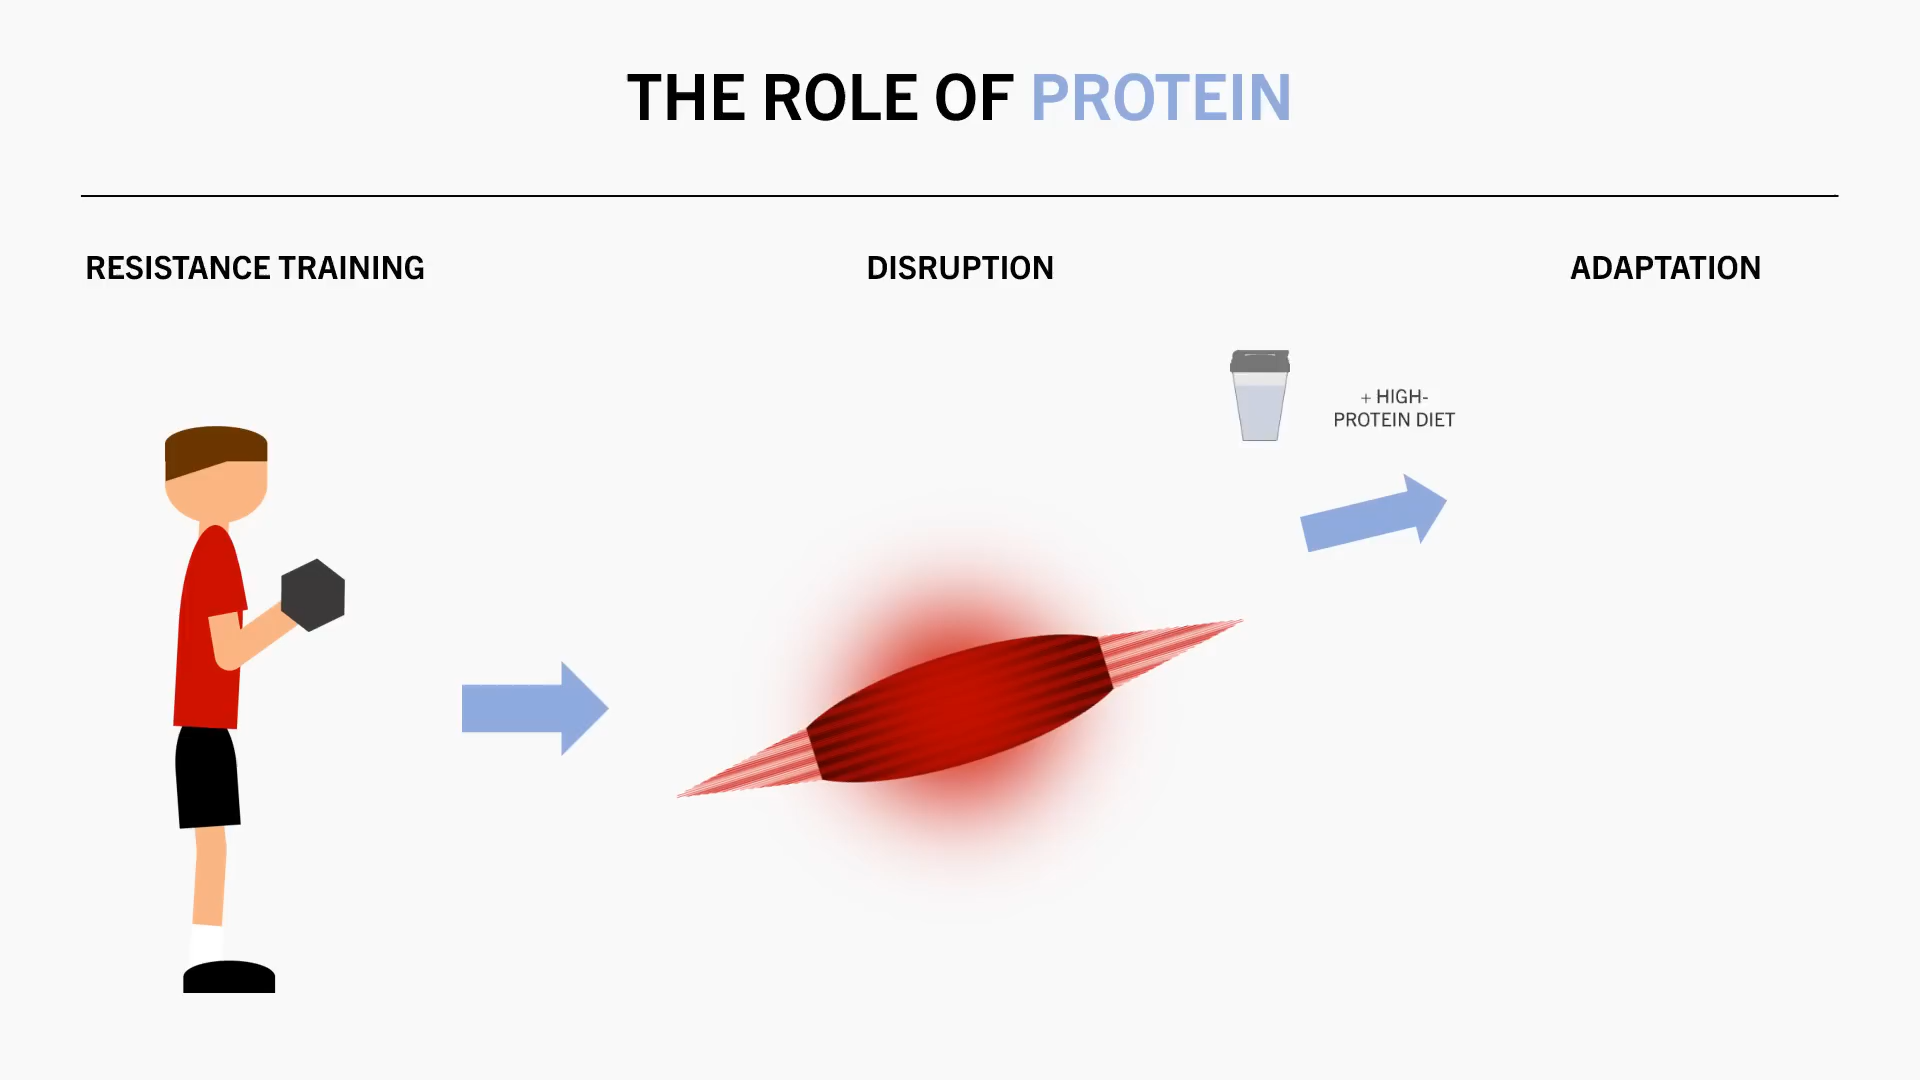 THE ROLE OF PROTEIN
RESISTANCE TRAINING
DISRUPTION
ADAPTATION
+ HIGH-
PROTEIN DIET